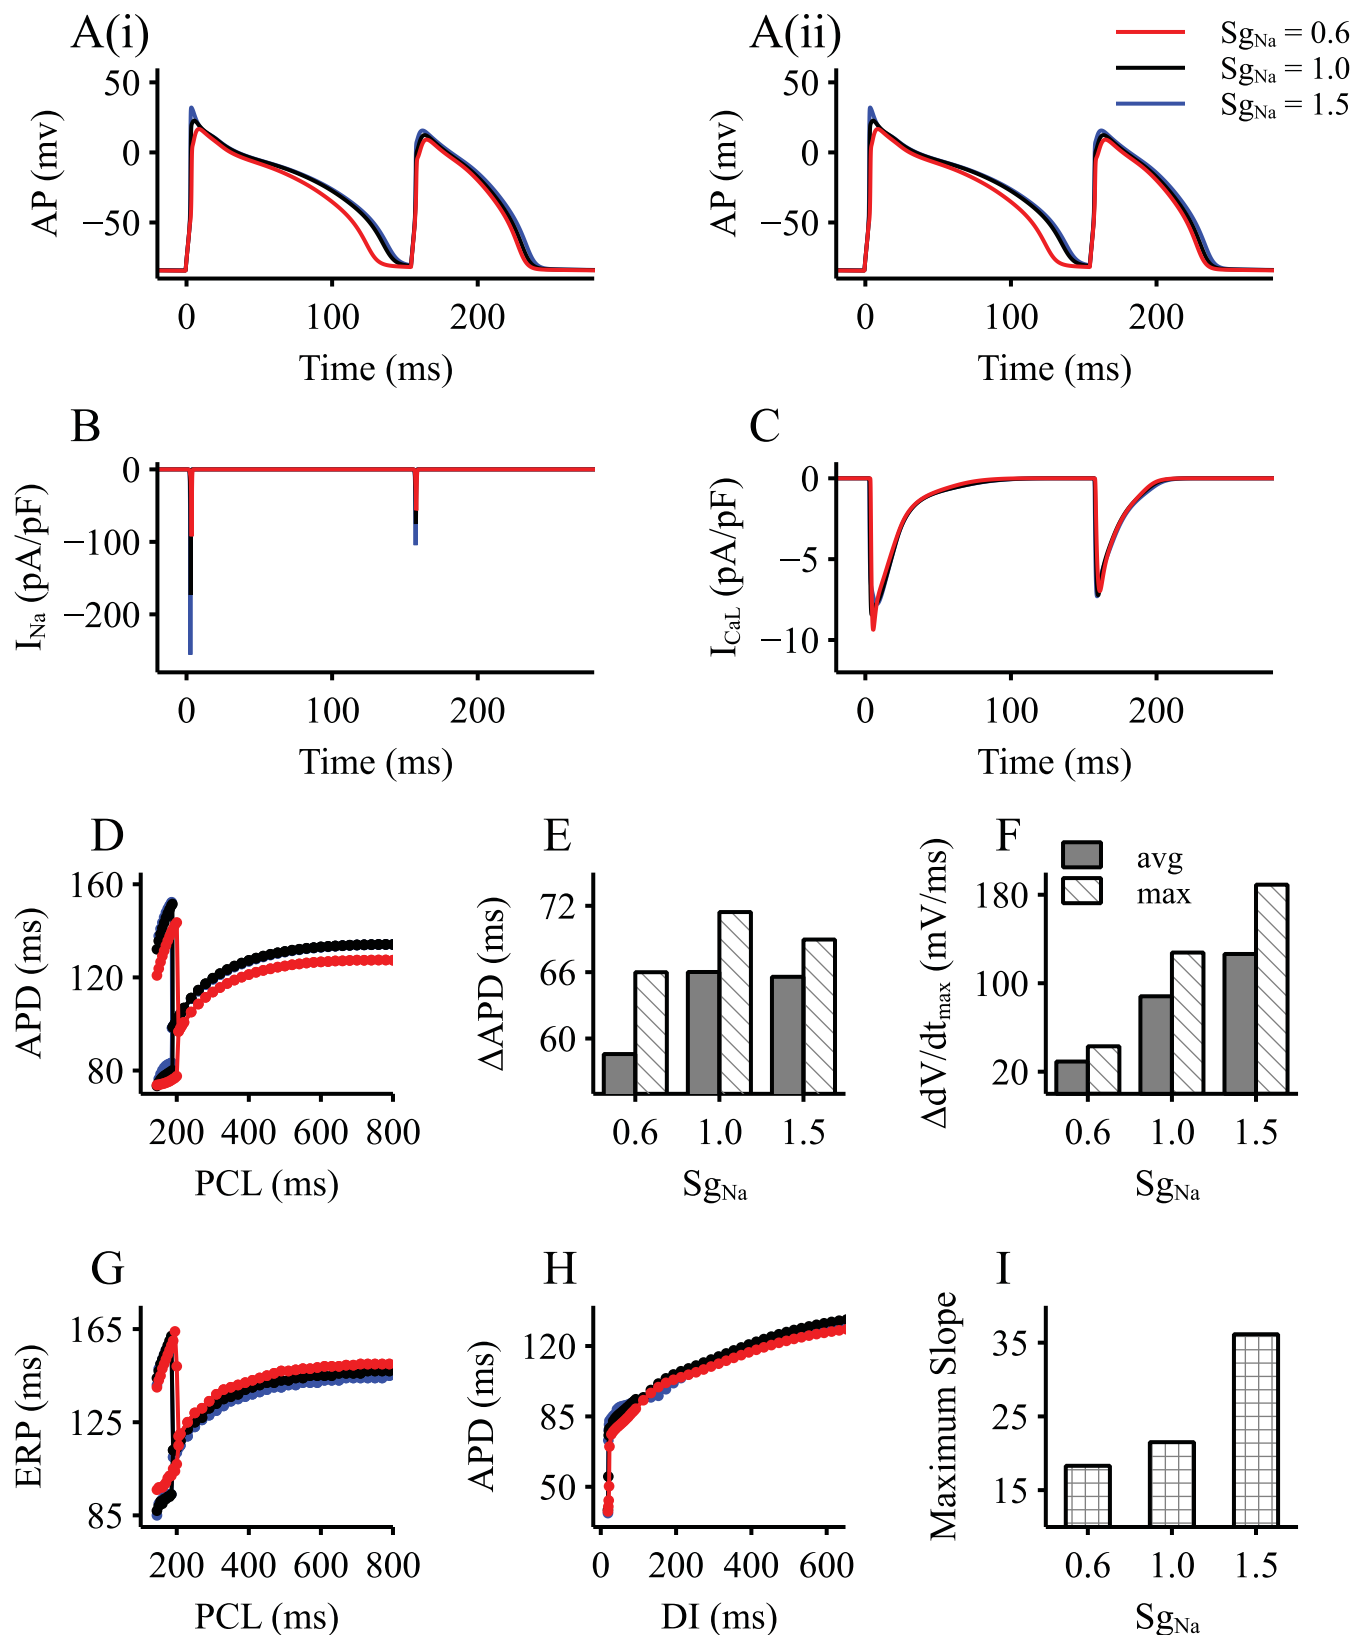 A(i)
50
0
−50
AP (mv)
0 100 200
Time (ms)
A(ii)
50
0
−50
AP (mv)
0 100 200
Time (ms)
SgNa = 0.6
SgNa = 1.0
SgNa = 1.5
B
0
−100
−200
INa (pA/pF)
0 100 200
Time (ms)
C
0
−5
−10
ICaL (pA/pF)
0 100 200
Time (ms)
D
160
120
80
APD (ms)
200 400 600 800
PCL (ms)
E
72
66
60
ΔAPD (ms)
0.6 1.0 1.5
SgNa
F
avg
max
180
100
20
ΔdV/dtmax (mV/ms)
0.6 1.0 1.5
SgNa
G
165
125
85
ERP (ms)
200 400 600 800
PCL (ms)
H
120
85
50
APD (ms)
0 200 400 600
DI (ms)
I
35
25
15
Maximum Slope
0.6 1.0 1.5
SgNa